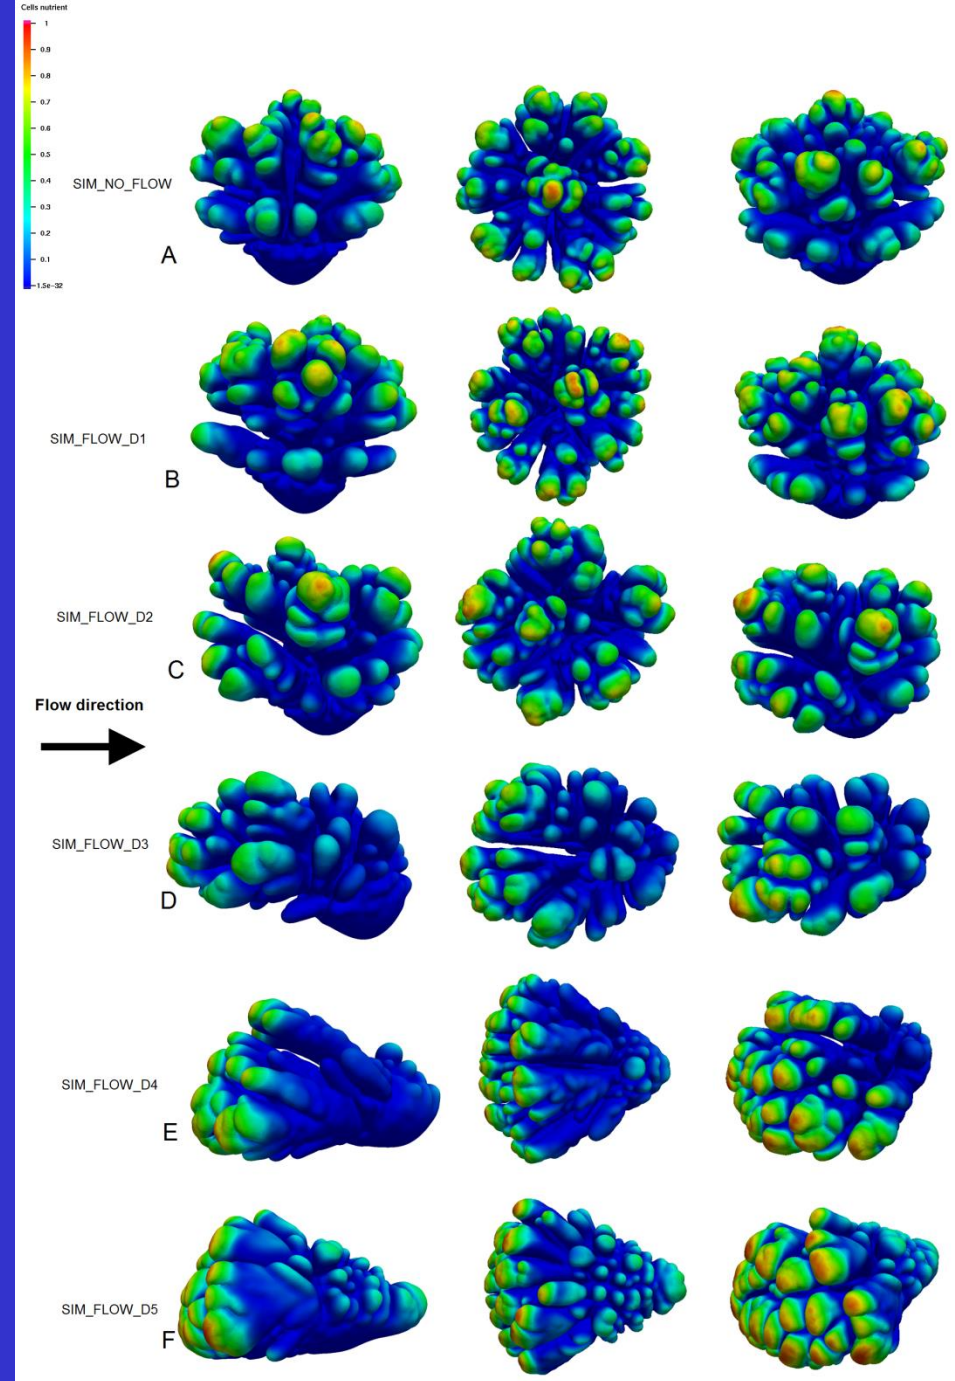 Cells nutrient
1
0.9
0.8
0.7
0.6
0.5
0.4
0.3
0.2
0.1
1.5e-32
SIM_NO_FLOW
A
SIM_FLOW_D1
B
SIM_FLOW_D2
C
Flow direction
SIM_FLOW_D3
D
SIM_FLOW_D4
E
SIM_FLOW_D5
F